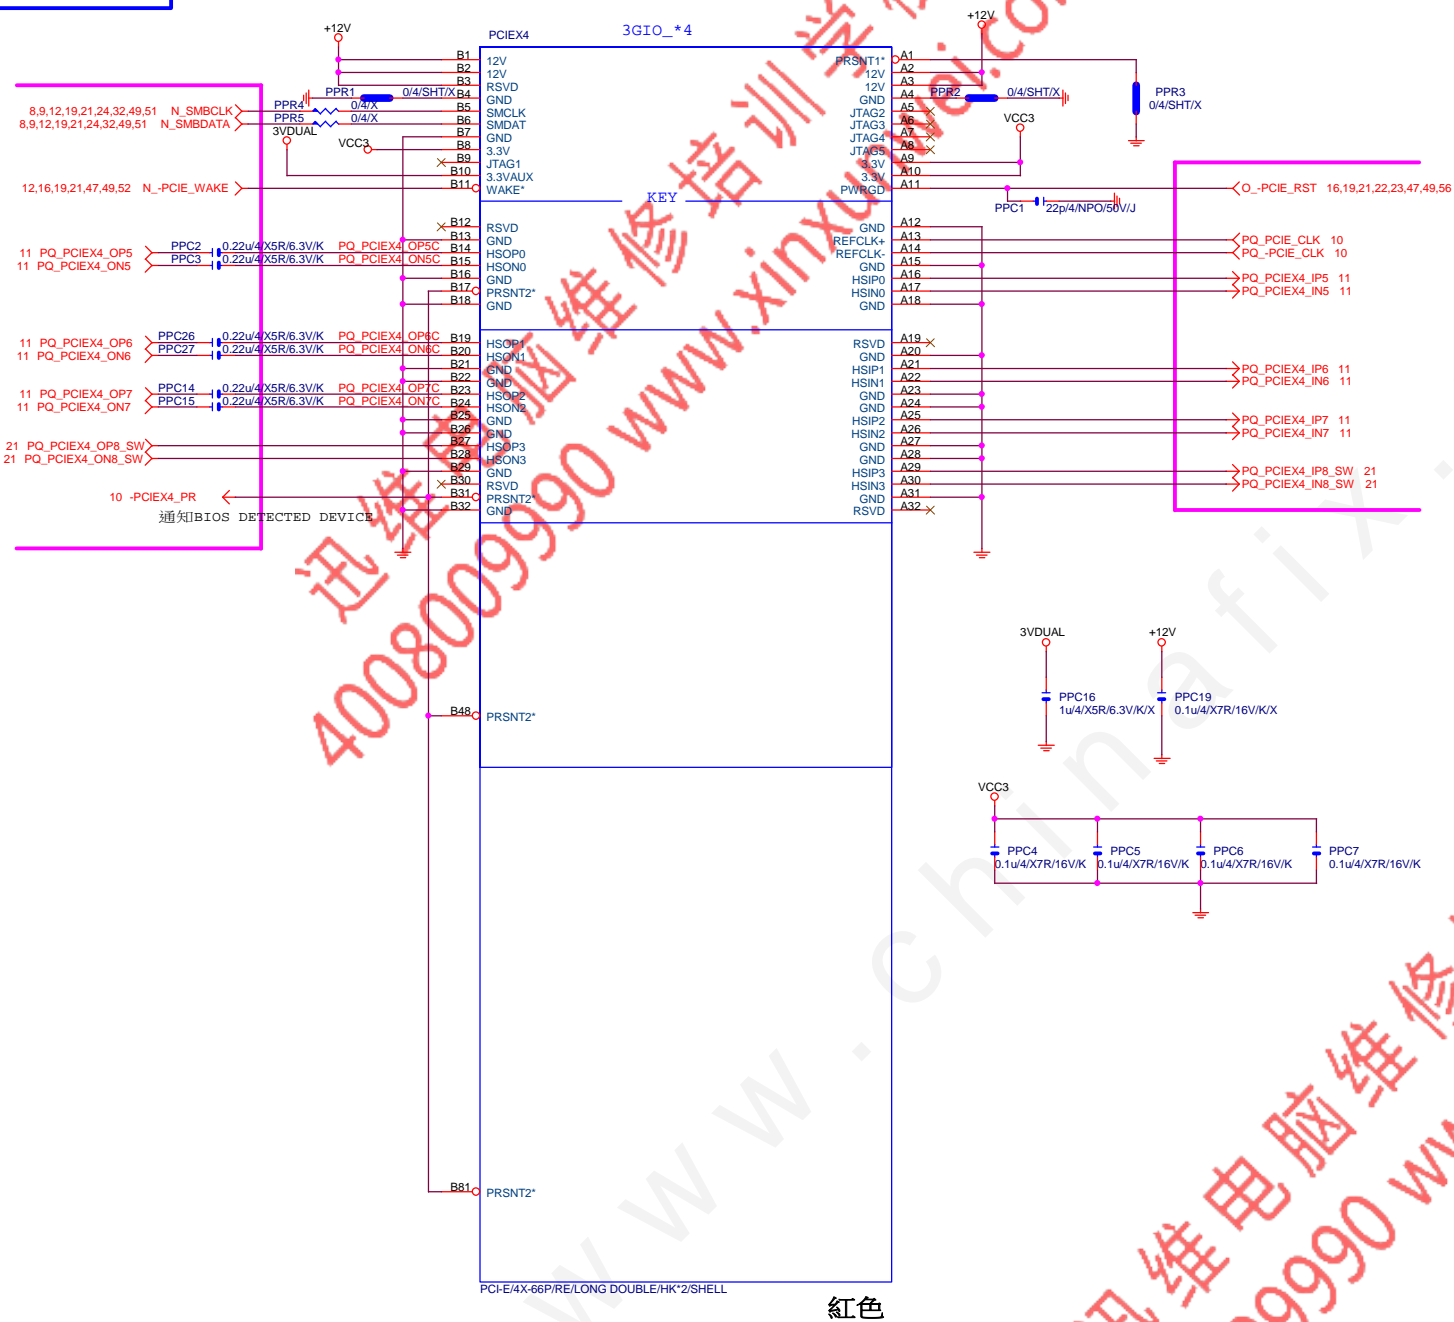 3GIO_*4
PCIEX4
+12V
+12V
B1 12V
B2 12V
B3 RSVD
PPR1 0/4/SHT/X B4 GND
8,9,12,19,21,24,32,49,51 N_SMBCLK PPR4 0/4/X B5 SMCLK
8,9,12,19,21,24,32,49,51 N_SMBDATA PPR5 0/4/X B6 SMDAT
3VDUAL B7 GND
VCC3 B8 3.3V
B9 JTAG1
B10 3.3VAUX
12,16,19,21,47,49,52 N_-PCIE_WAKE B11 WAKE*
KEY
B12 RSVD
B13 GND
11 PQ_PCIEX4_OP5 PPC2 0.22u/4/X5R/6.3V/K PQ_PCIEX4_OP5C B14 HSOP0
11 PQ_PCIEX4_ON5 PPC3 0.22u/4/X5R/6.3V/K PQ_PCIEX4_ON5C B15 HSON0
B16 GND
B17 PRSNT2*
B18 GND
11 PQ_PCIEX4_OP6 PPC26 0.22u/4/X5R/6.3V/K PQ_PCIEX4_OP6C B19 HSOP1
11 PQ_PCIEX4_ON6 PPC27 0.22u/4/X5R/6.3V/K PQ_PCIEX4_ON6C B20 HSON1
B21 GND
B22 GND
11 PQ_PCIEX4_OP7 PPC14 0.22u/4/X5R/6.3V/K PQ_PCIEX4_OP7C B23 HSOP2
11 PQ_PCIEX4_ON7 PPC15 0.22u/4/X5R/6.3V/K PQ_PCIEX4_ON7C B24 HSON2
B25 GND
B26 GND
21 PQ_PCIEX4_OP8_SW B27 HSOP3
21 PQ_PCIEX4_ON8_SW B28 HSON3
B29 GND
B30 RSVD
10 -PCIEX4_PR B31 PRSNT2*
B32 GND
通知BIOS DETECTED DEVICE
B48 PRSNT2*
B81 PRSNT2*
PRSNT1* A1
12V A2
12V A3
GND A4 PPR2 0/4/SHT/X
PPR3
0/4/SHT/X
JTAG2 A5
JTAG3 A6
JTAG4 A7
JTAG5 A8
VCC3
3.3V A9
3.3V A10
PWRGD A11 O_-PCIE_RST 16,19,21,22,23,47,49,56
PPC1 22p/4/NPO/50V/J
GND A12
REFCLK+ A13 PQ_PCIE_CLK 10
REFCLK- A14 PQ_-PCIE_CLK 10
GND A15
HSIP0 A16 PQ_PCIEX4_IP5 11
HSIN0 A17 PQ_PCIEX4_IN5 11
GND A18
RSVD A19
GND A20
HSIP1 A21 PQ_PCIEX4_IP6 11
HSIN1 A22 PQ_PCIEX4_IN6 11
GND A23
GND A24
HSIP2 A25 PQ_PCIEX4_IP7 11
HSIN2 A26 PQ_PCIEX4_IN7 11
GND A27
GND A28
HSIP3 A29 PQ_PCIEX4_IP8_SW 21
HSIN3 A30 PQ_PCIEX4_IN8_SW 21
GND A31
RSVD A32
3VDUAL
PPC16
1u/4/X5R/6.3V/K/X
+12V
PPC19
0.1u/4/X7R/16V/K/X
VCC3
PPC4
0.1u/4/X7R/16V/K
PPC5
0.1u/4/X7R/16V/K
PPC6
0.1u/4/X7R/16V/K
PPC7
0.1u/4/X7R/16V/K
PCI-E/4X-66P/RE/LONG DOUBLE/HK*2/SHELL
紅色
迅维电脑维修培训学
4008009990 www.xinxunwei.co
www.chinafix.
迅维电脑维修
9990 ww